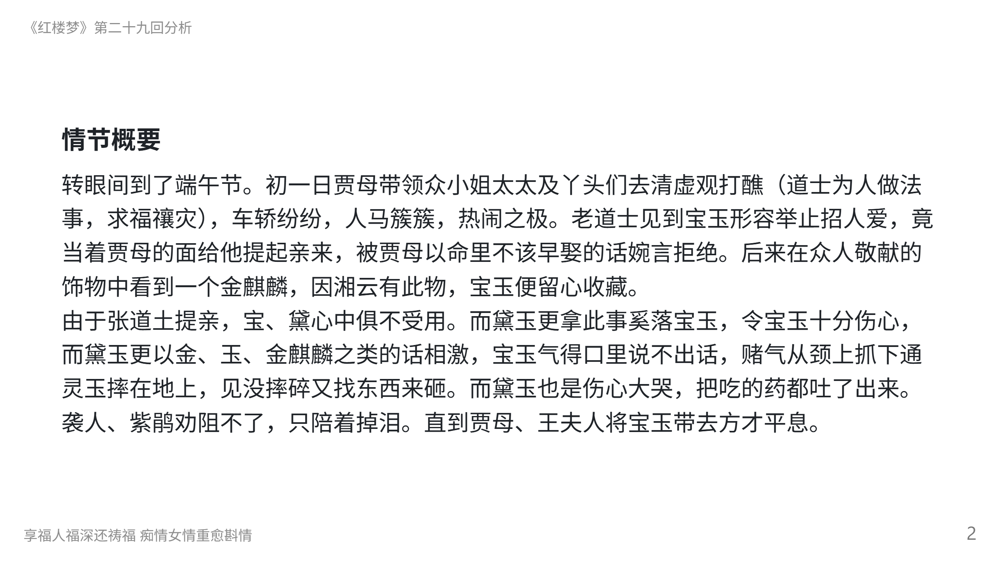 《红楼梦》第二十九回分析
情节概要
转眼间到了端午节。初一日贾母带领众小姐太太及丫头们去清虚观打醮（道士为人做法
事，求福禳灾），车轿纷纷，人马簇簇，热闹之极。老道士见到宝玉形容举止招人爱，竟
当着贾母的面给他提起亲来，被贾母以命里不该早娶的话婉言拒绝。后来在众人敬献的
饰物中看到一个金麒麟，因湘云有此物，宝玉便留心收藏。
由于张道土提亲，宝、黛心中俱不受用。而黛玉更拿此事奚落宝玉，令宝玉十分伤心，
而黛玉更以金、玉、金麒麟之类的话相激，宝玉气得口里说不出话，赌气从颈上抓下通
灵玉摔在地上，见没摔碎又找东西来砸。而黛玉也是伤心大哭，把吃的药都吐了出来。
袭人、紫鹃劝阻不了，只陪着掉泪。直到贾母、王夫人将宝玉带去方才平息。
享福人福深还祷福 痴情女情重愈斟情
2